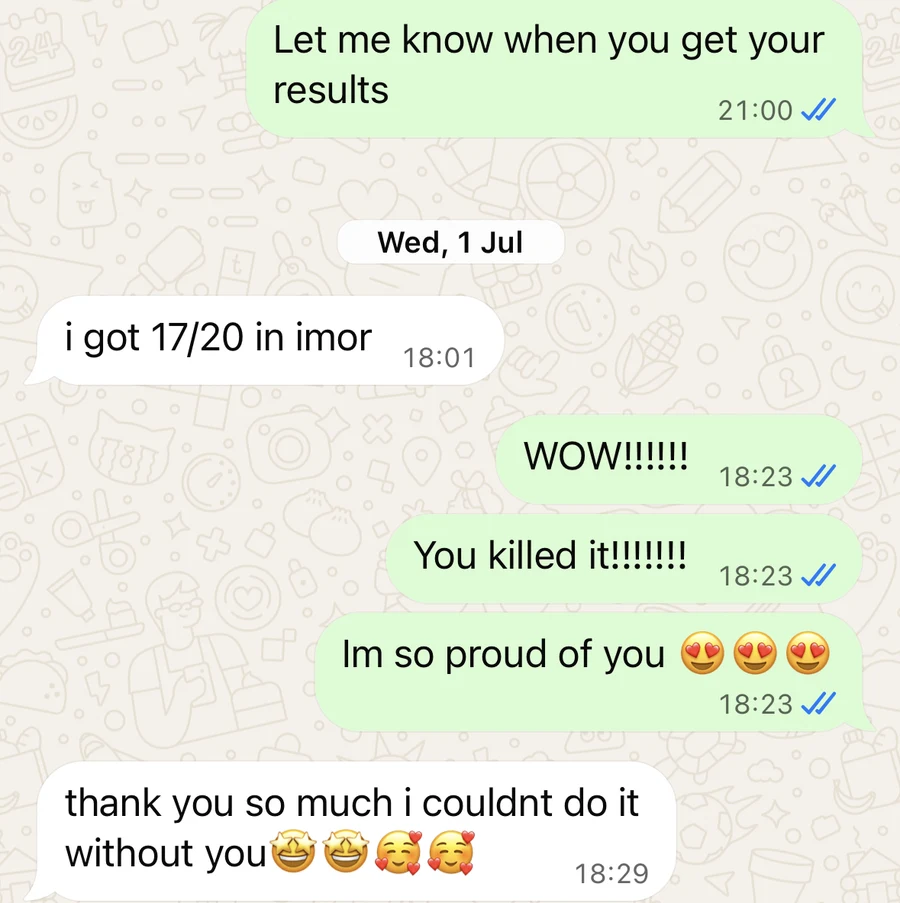 Let me know when you get your
results
21:00
Wed, 1 Jul
i got 17/20 in imor
18:01
WOW!!!!!!
18:23
You killed it!!!!!!!
18:23
Im so proud of you 😍😍😍
18:23
thank you so much i couldnt do it
without you🤩🤩🥰🥰
18:29